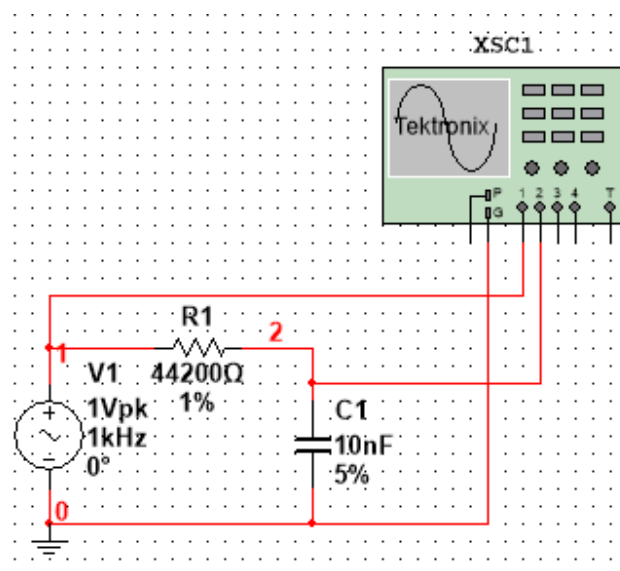 XSC1
Tektronix
P
G
1 2 3 4 T
R1
1
2
44200Ω
1%
V1
1Vpk
1kHz
0°
C1
10nF
5%
0